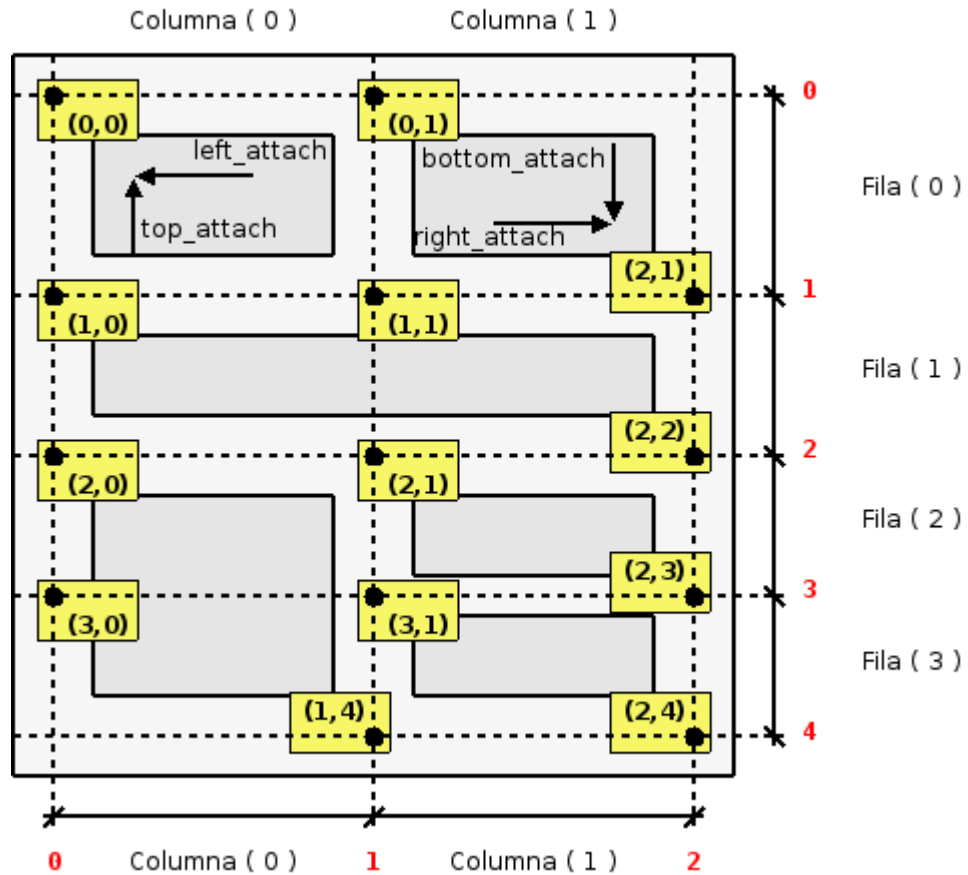 Columna ( 0 ) Columna ( 1 )
0
(0,0) (0,1)
left_attach bottom_attach
Fila ( 0 )
top_attach right_attach
(2,1)
1
(1,0) (1,1)
Fila ( 1 )
(2,2)
2
(2,0) (2,1)
Fila ( 2 )
(2,3)
3
(3,0) (3,1)
Fila ( 3 )
(1,4) (2,4)
4
0 Columna ( 0 ) 1 Columna ( 1 ) 2